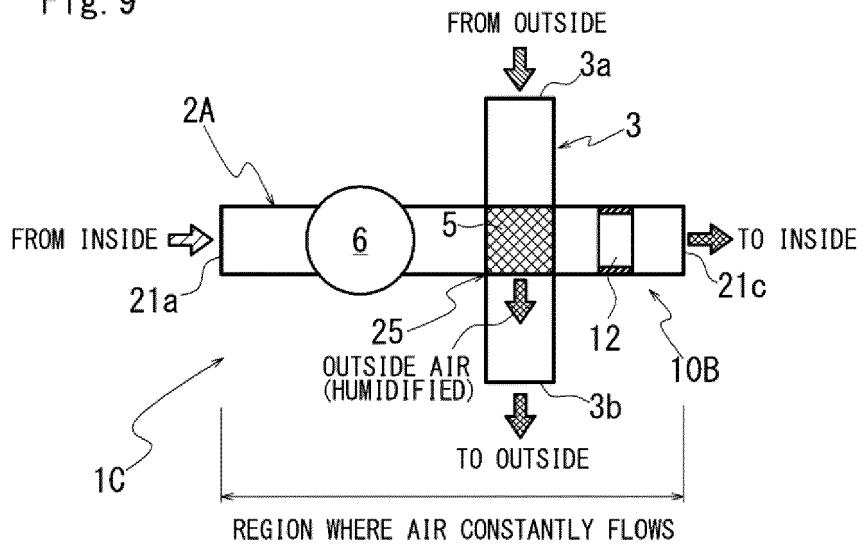 Fig. 9
FROM OUTSIDE
3a
2A
3
FROM INSIDE
6
5
TO INSIDE
21a
25
12
21c
OUTSIDE AIR
(HUMIDIFIED)
10B
3b
1C
TO OUTSIDE
REGION WHERE AIR CONSTANTLY FLOWS